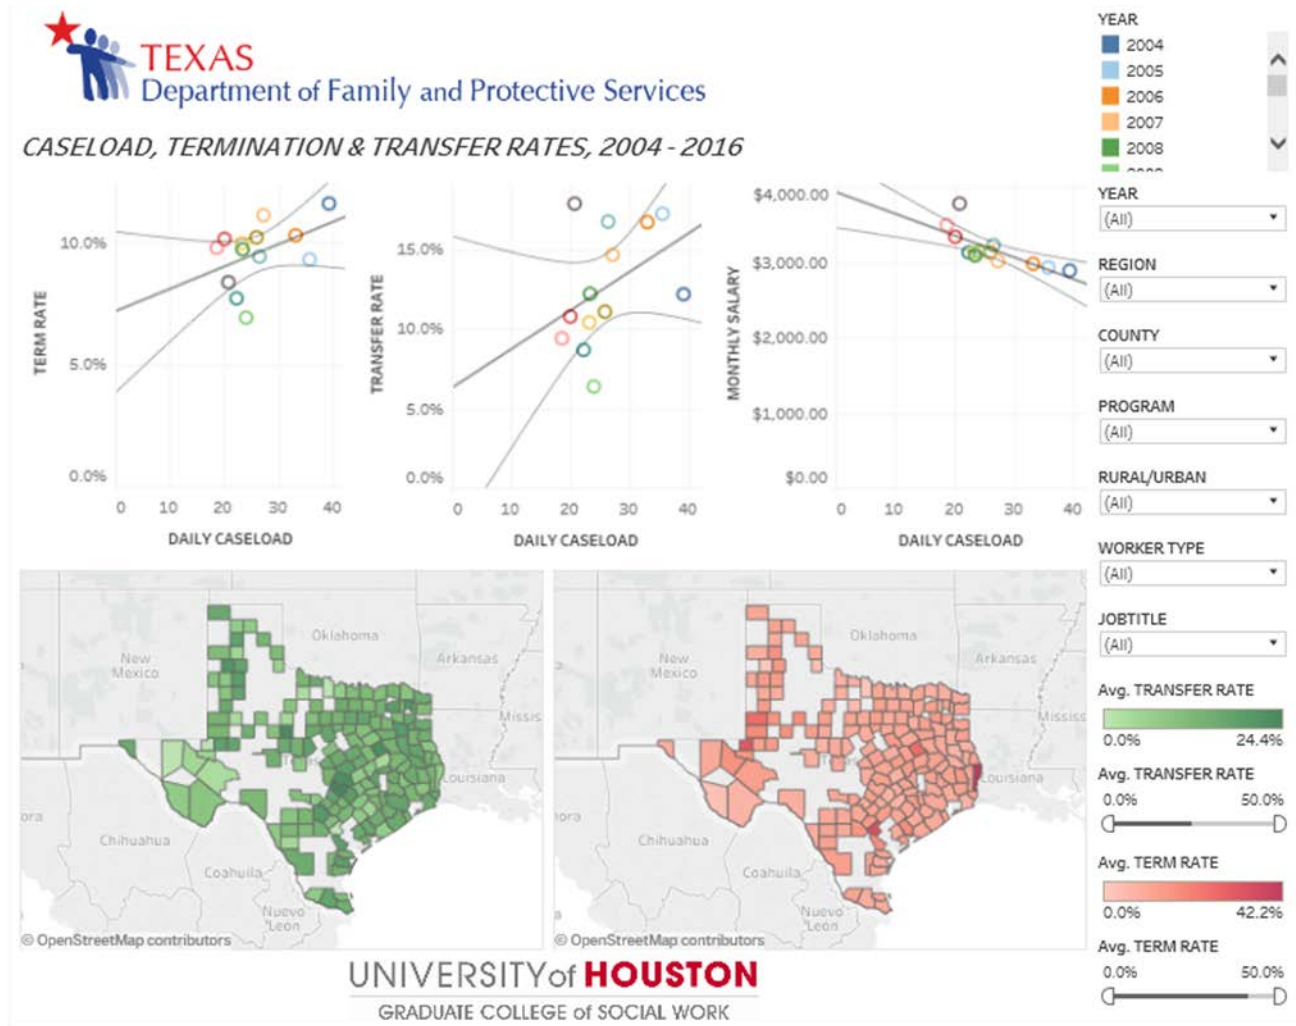 TEXAS
Department of Family and Protective Services
CASELOAD, TERMINATION & TRANSFER RATES, 2004 - 2016
TERM RATE
10.0%
5.0%
0.0%
0 10 20 30 40
DAILY CASELOAD
TRANSFER RATE
15.0%
10.0%
5.0%
0.0%
0 10 20 30 40
DAILY CASELOAD
MONTHLY SALARY
$4,000.00
$3,000.00
$2,000.00
$1,000.00
$0.00
0 10 20 30 40
DAILY CASELOAD
YEAR
2004
2005
2006
2007
2008
YEAR
(All)
REGION
(All)
COUNTY
(All)
PROGRAM
(All)
RURAL/URBAN
(All)
WORKER TYPE
(All)
JOBTITLE
(All)
Avg. TRANSFER RATE
0.0% 24.4%
Avg. TRANSFER RATE
0.0% 50.0%
Avg. TERM RATE
0.0% 42.2%
Avg. TERM RATE
0.0% 50.0%
Oklahoma
New
Mexico
Arkansas
Mississ
Louisiana
ora
Chihuahua
Coahuila
Nuevo
Leon
© OpenStreetMap contributors
Oklahoma
New
Mexico
Arkansas
Mississ
Louisiana
nora
Chihuahua
Coahuila
Nuevo
Leon
© OpenStreetMap contributors
UNIVERSITY of HOUSTON
GRADUATE COLLEGE of SOCIAL WORK